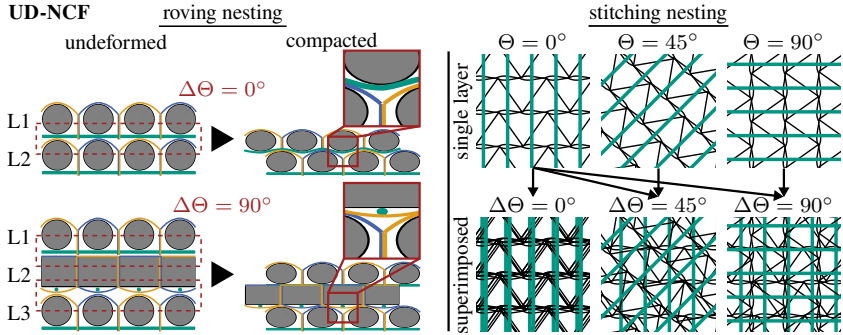 UD-NCF
roving nesting
undeformed
compacted
ΔΘ = 0°
L1
L2
ΔΘ = 90°
L1
L2
L3
stitching nesting
Θ = 0°
Θ = 45°
Θ = 90°
single layer
ΔΘ = 0°
ΔΘ = 45°
ΔΘ = 90°
superimposed